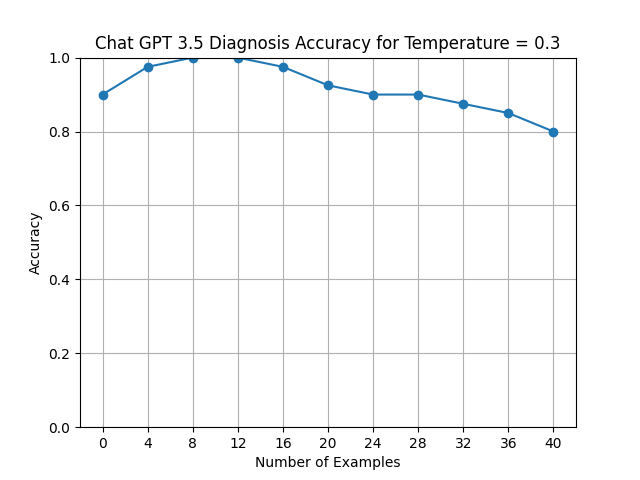 Chat GPT 3.5 Diagnosis Accuracy for Temperature = 0.3
1.0
0.8
0.6
0.4
0.2
0.0
Accuracy
0 4 8 12 16 20 24 28 32 36 40
Number of Examples